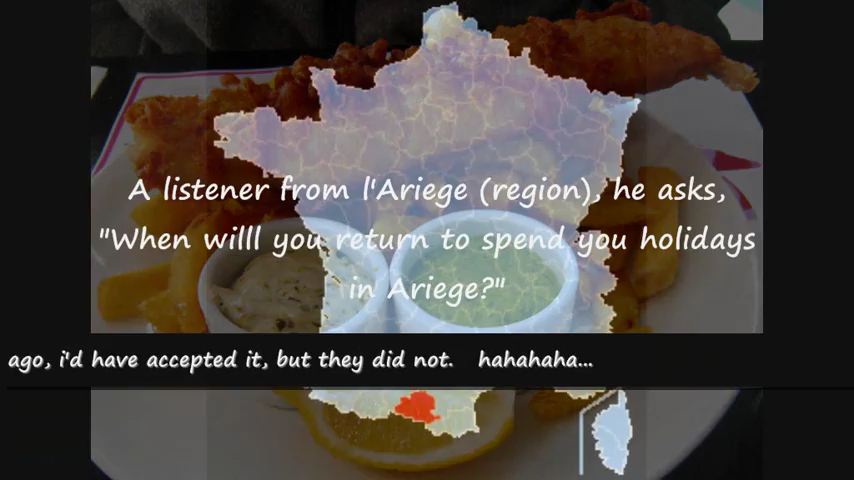 A listener from l'Ariege (region), he asks,
"When willl you return to spend you holidays
in Ariege?"
ago, i'd have accepted it, but they did not. hahahaha...